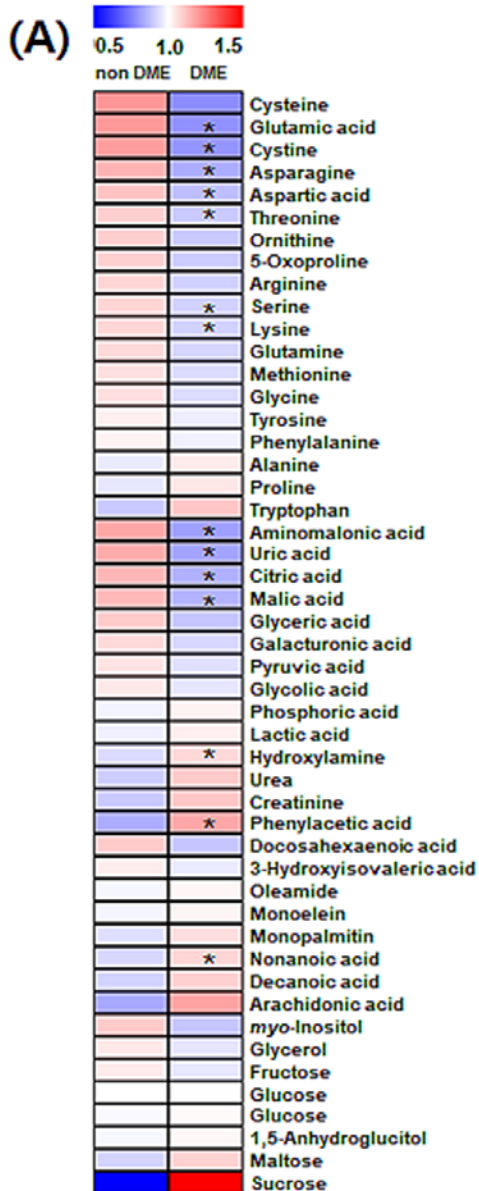 (A)
0.5 1.0 1.5
non DME DME
Cysteine
* Glutamic acid
* Cystine
* Asparagine
* Aspartic acid
* Threonine
Ornithine
5-Oxoproline
Arginine
* Serine
* Lysine
Glutamine
Methionine
Glycine
Tyrosine
Phenylalanine
Alanine
Proline
Tryptophan
* Aminomalonic acid
* Uric acid
* Citric acid
* Malic acid
Glyceric acid
Galacturonic acid
Pyruvic acid
Glycolic acid
Phosphoric acid
Lactic acid
* Hydroxylamine
Urea
Creatinine
* Phenylacetic acid
Docosahexaenoic acid
3-Hydroxyisovaleric acid
Oleamide
Monoelein
Monopalmitin
* Nonanoic acid
Decanoic acid
Arachidonic acid
myo-Inositol
Glycerol
Fructose
Glucose
Glucose
1,5-Anhydroglucitol
Maltose
Sucrose